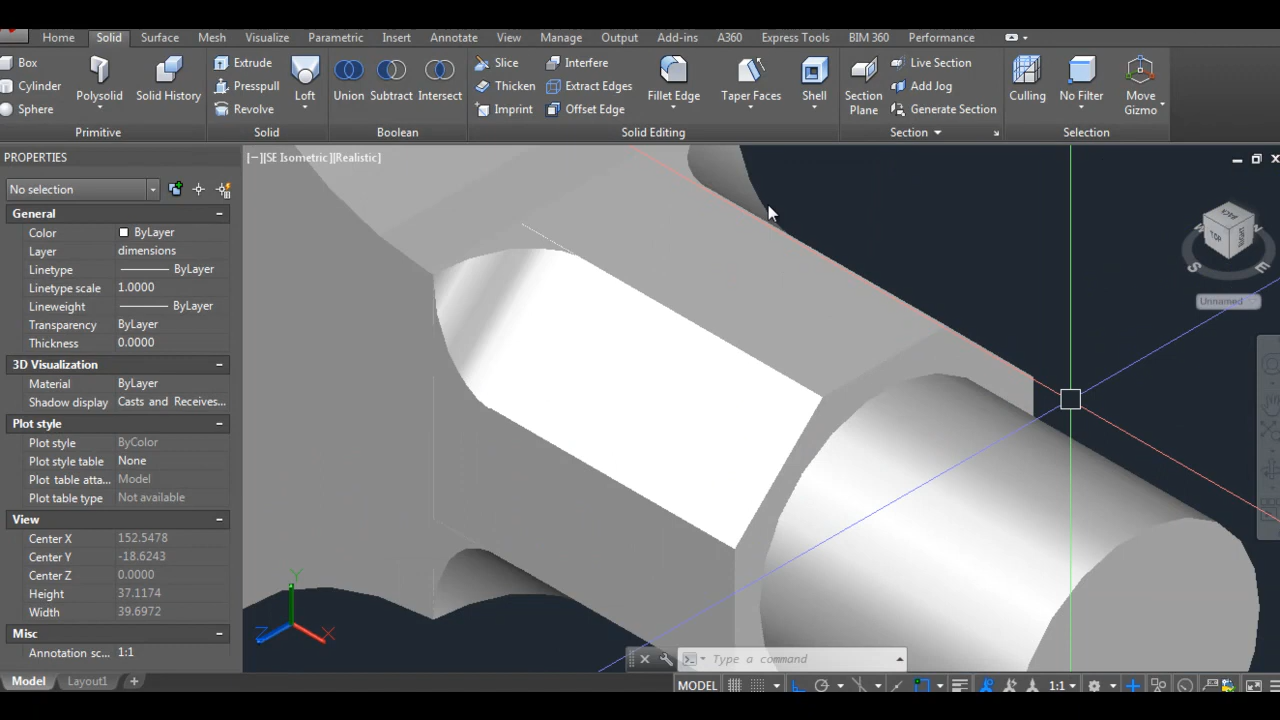 Home Solid Surface Mesh Visualize Parametric Insert Annotate View Manage Output Add-ins A360 Express Tools BIM 360 Performance
Box
Cylinder
Sphere
Polysolid
Solid History
Primitive
Extrude
Presspull
Revolve
Loft
Solid
Union
Subtract
Intersect
Boolean
Slice
Thicken
Imprint
Interfere
Extract Edges
Offset Edge
Fillet Edge
Taper Faces
Shell
Solid Editing
Section
Plane
Live Section
Add Jog
Generate Section
Section
Culling
No Filter
Move
Gizmo
Selection
PROPERTIES
No selection
General
Color ByLayer
Layer dimensions
Linetype ByLayer
Linetype scale 1.0000
Lineweight ByLayer
Transparency ByLayer
Thickness 0.0000
3D Visualization
Material ByLayer
Shadow display Casts and Receives...
Plot style
Plot style ByColor
Plot style table None
Plot table atta... Model
Plot table type Not available
View
Center X 152.5478
Center Y -18.6243
Center Z 0.0000
Height 37.1174
Width 39.6972
Misc
Annotation sc... 1:1
[−][SE Isometric][Realistic]
BACK
TOP
RIGHT
S
E
Unnamed
Y
Z
X
Type a command
Model Layout1 +
MODEL 1:1